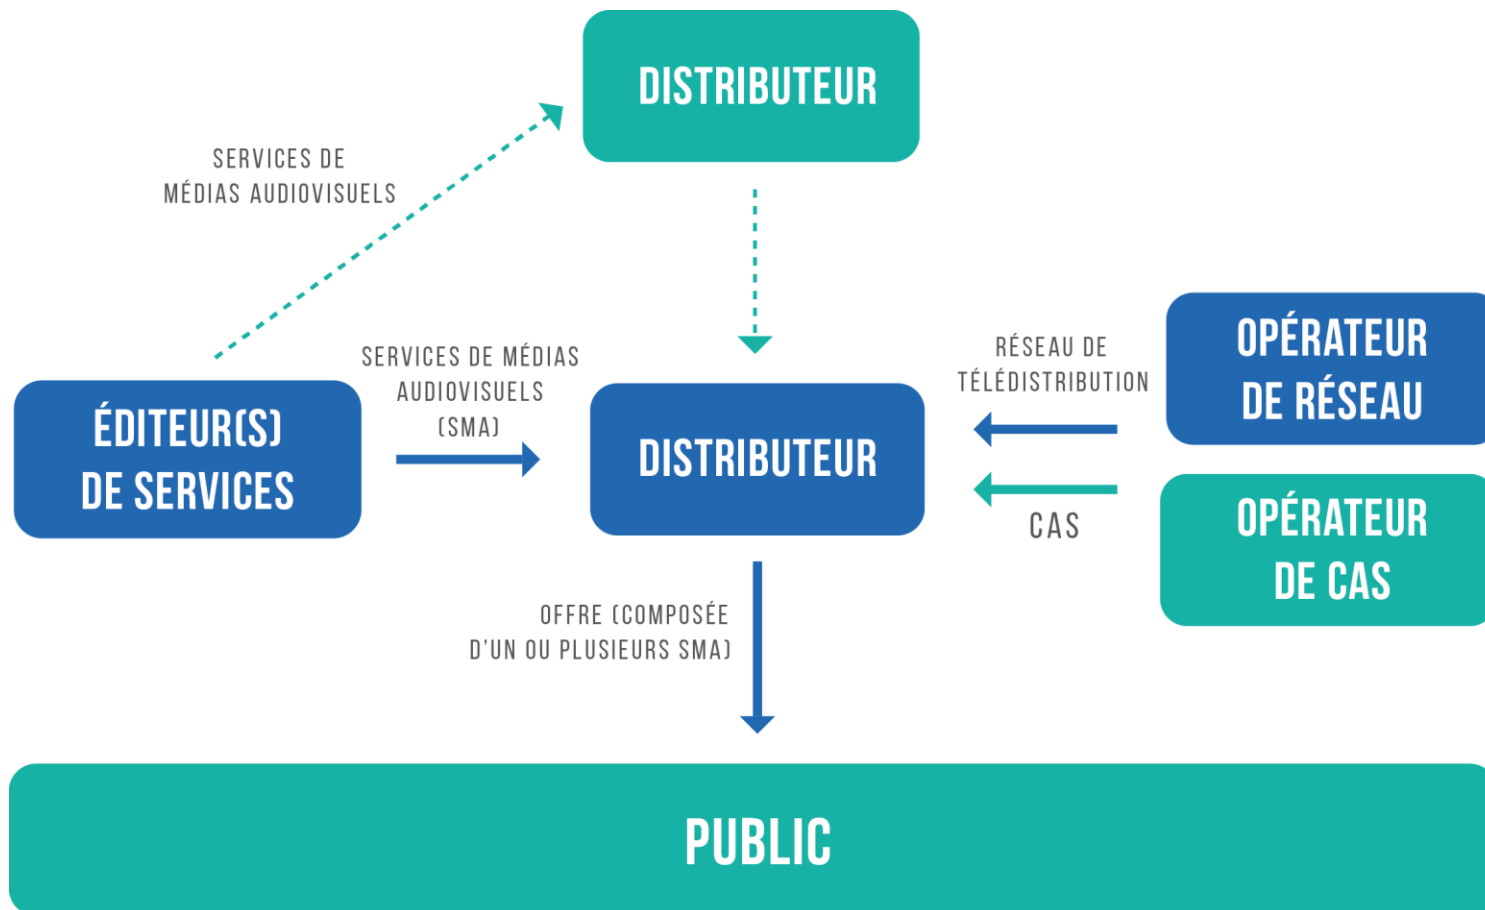 DISTRIBUTEUR
SERVICES DE
MÉDIAS AUDIOVISUELS
SERVICES DE MÉDIAS
AUDIOVISUELS
(SMA)
ÉDITEUR(S)
DE SERVICES
DISTRIBUTEUR
RÉSEAU DE
TÉLÉDISTRIBUTION
OPÉRATEUR
DE RÉSEAU
CAS
OPÉRATEUR
DE CAS
OFFRE (COMPOSÉE
D'UN OU PLUSIEURS SMA)
PUBLIC